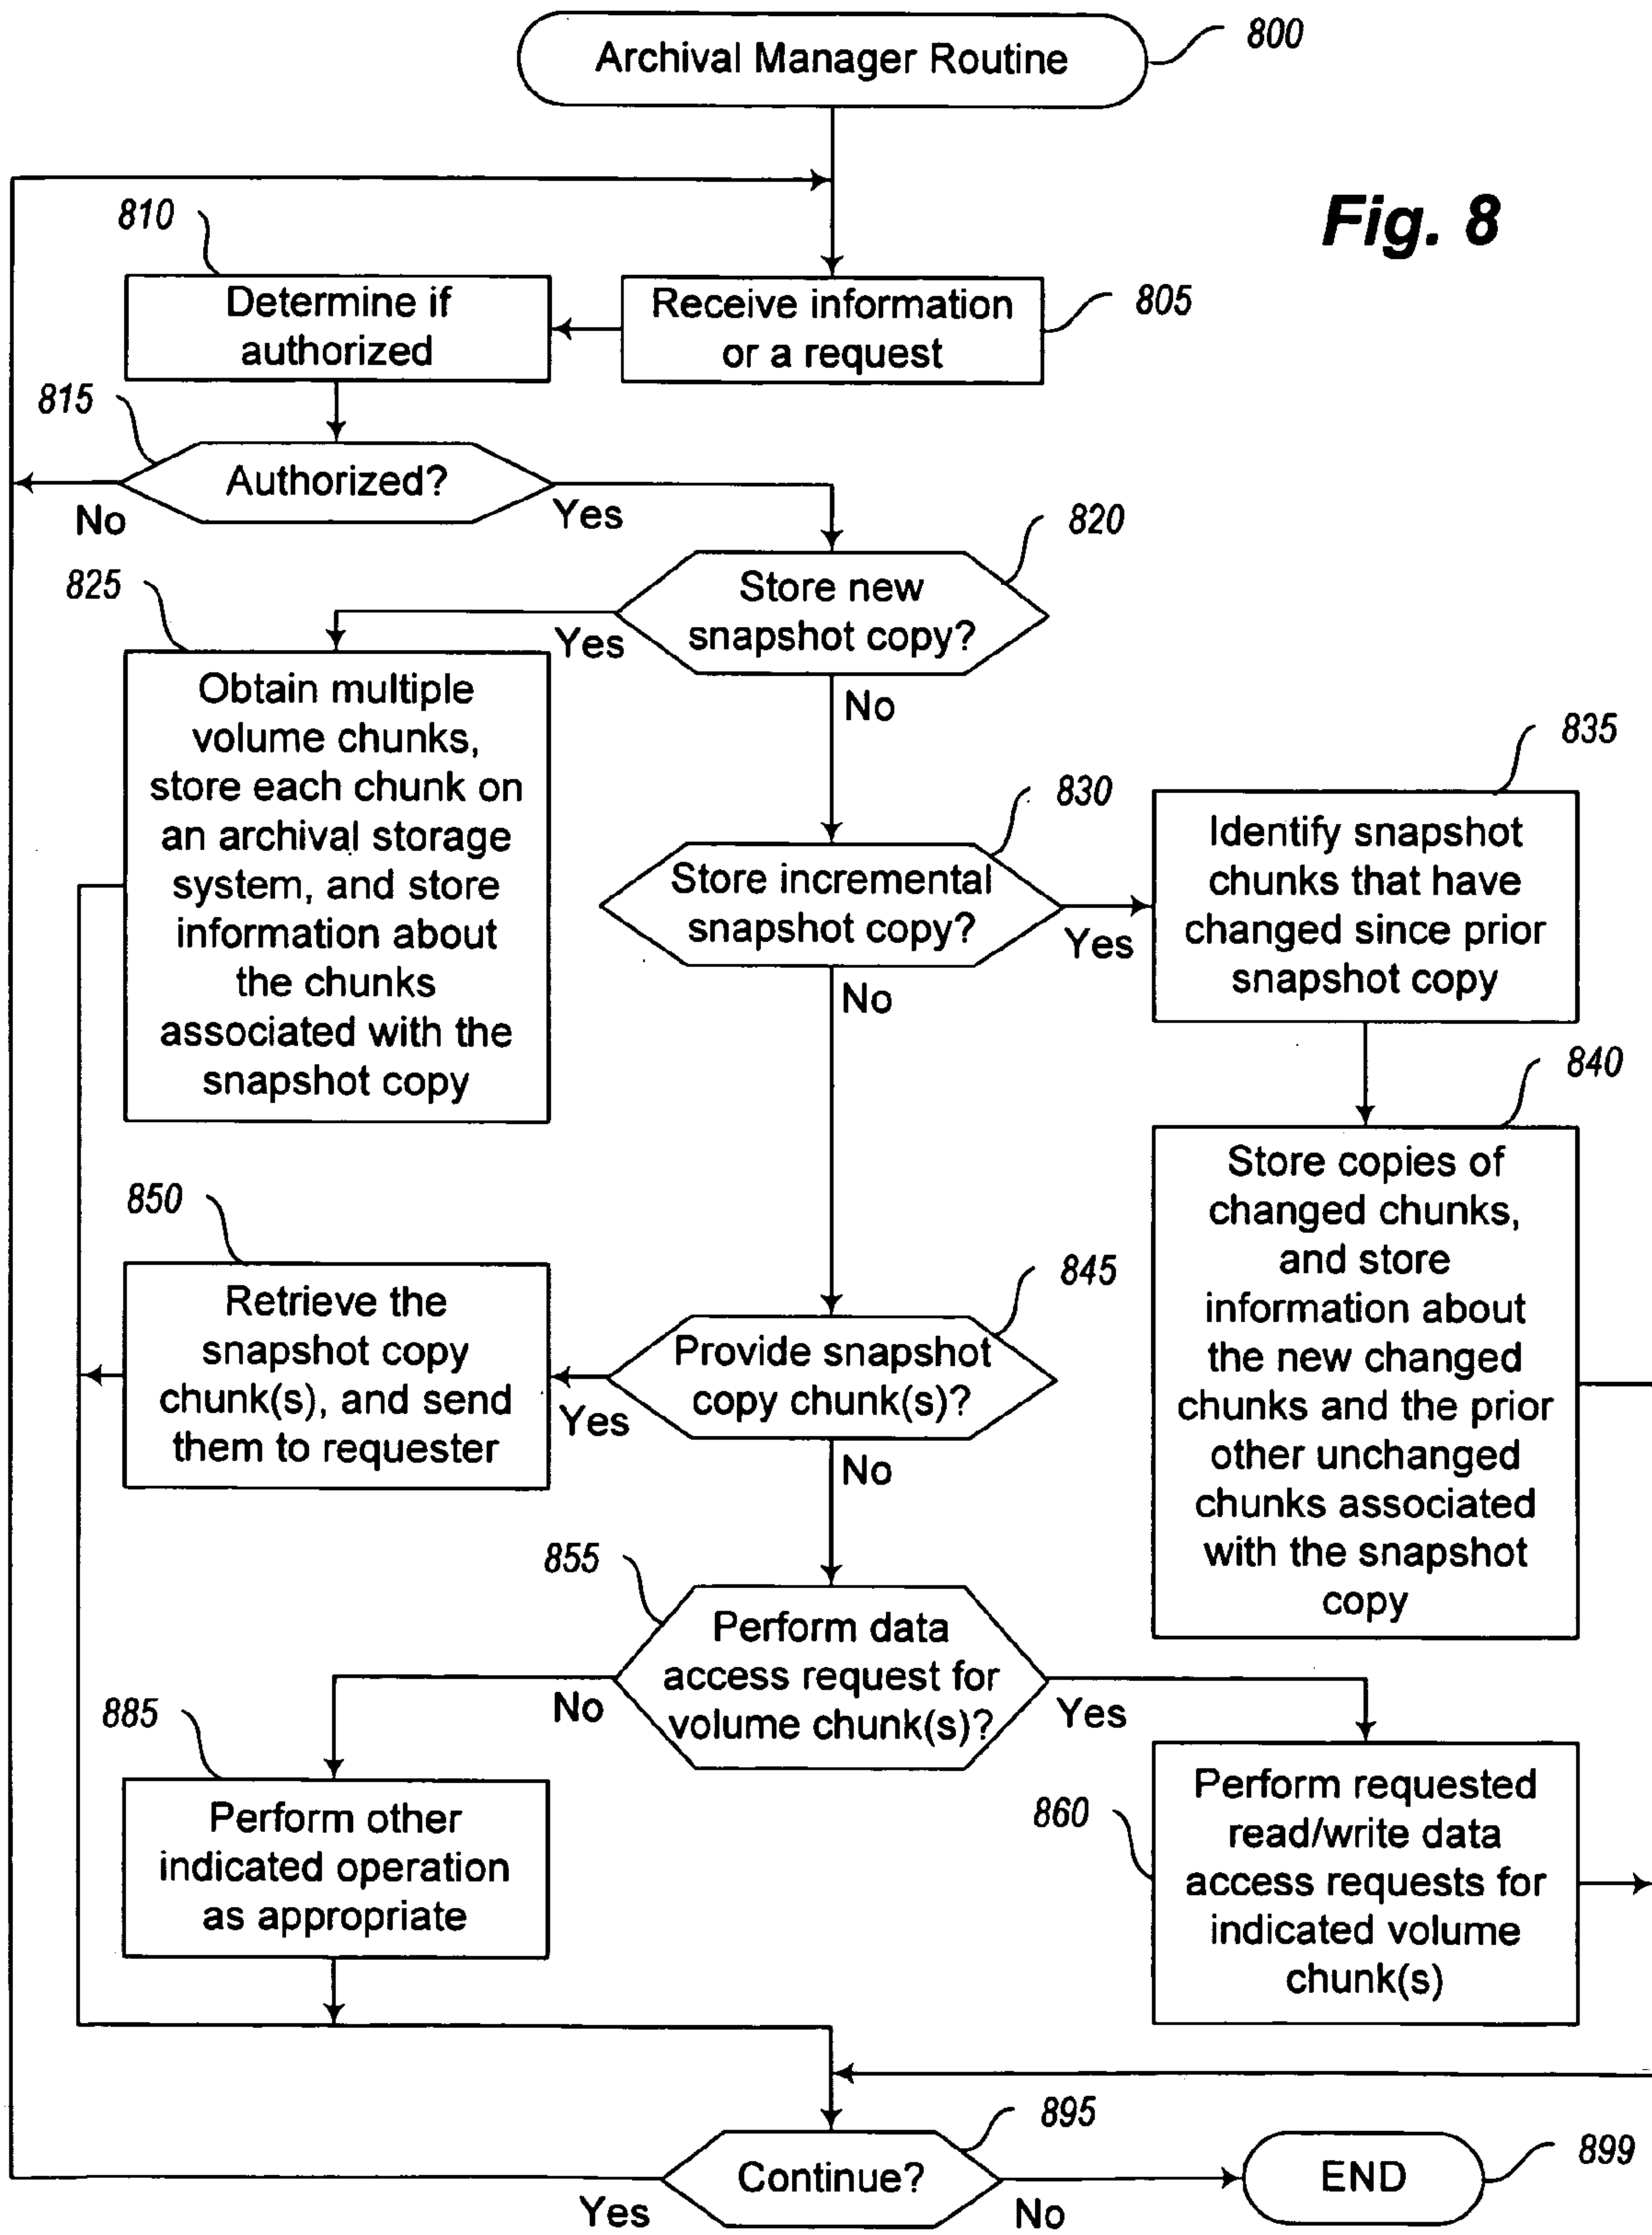 Archival Manager Routine
800
Fig. 8
810
Determine if
authorized
Receive information
or a request
805
815
Authorized?
No
Yes
820
Store new
snapshot copy?
Yes
No
825
Obtain multiple
volume chunks,
store each chunk on
an archival storage
system, and store
information about
the chunks
associated with the
snapshot copy
830
Store incremental
snapshot copy?
Yes
No
835
Identify snapshot
chunks that have
changed since prior
snapshot copy
840
Store copies of
changed chunks,
and store
information about
the new changed
chunks and the prior
other unchanged
chunks associated
with the snapshot
copy
850
Retrieve the
snapshot copy
chunk(s), and send
them to requester
845
Provide snapshot
copy chunk(s)?
Yes
No
855
Perform data
access request for
volume chunk(s)?
No
Yes
885
Perform other
indicated operation
as appropriate
860
Perform requested
read/write data
access requests for
indicated volume
chunk(s)
895
Continue?
Yes
No
END
899